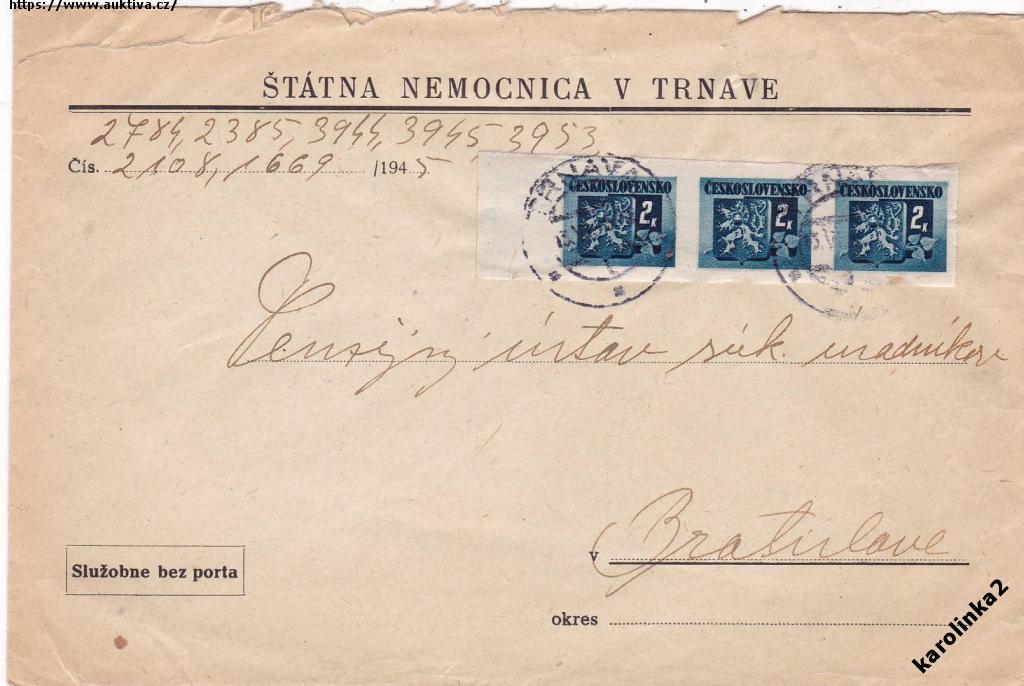 https://www.auktiva.cz/
ŠTÁTNA NEMOCNICA V TRNAVE
2784, 2385, 3944, 3945, 3953
Čís. 2108, 1669 /1945
TRNAVA
ČESKOSLOVENSKO ČESKOSLOVENSKO ČESKOSLOVENSKO
2K 2K 2K
Penzijný ústav súk. úradníkov
v Bratislave
Služobne bez porta
okres
karolinka2